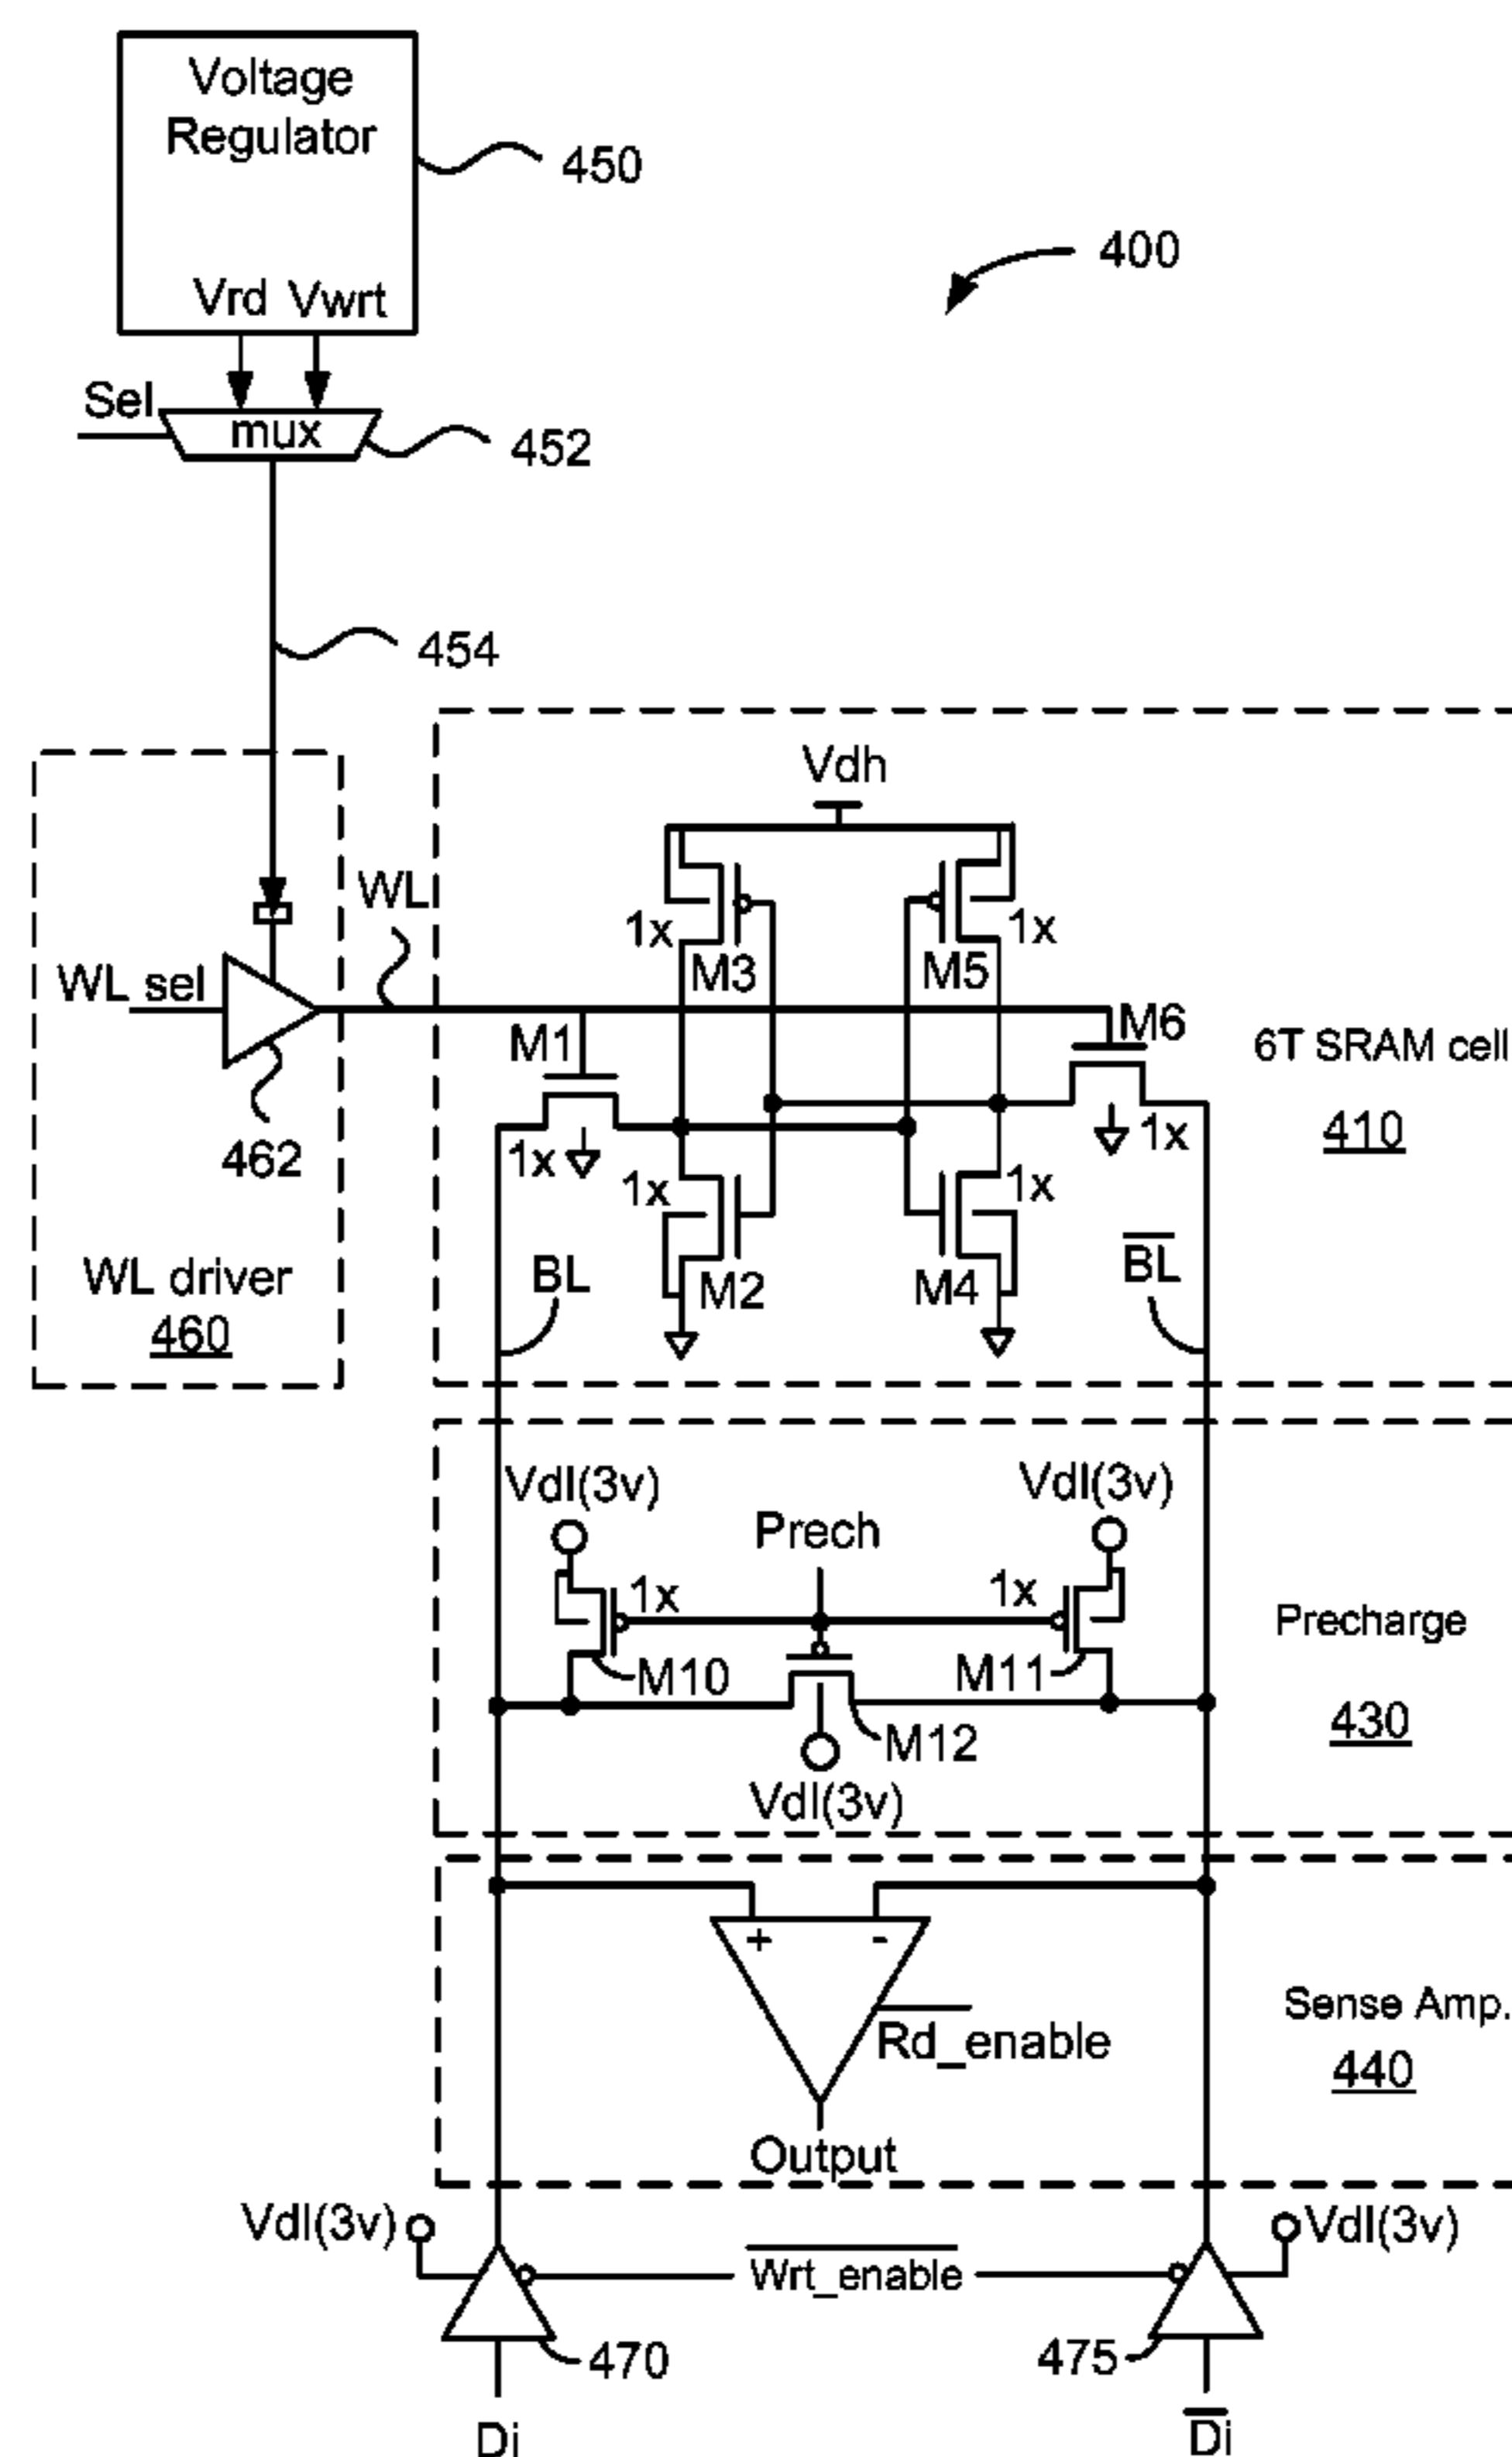 Voltage
Regulator
450
Vrd Vwrt
400
Sel
mux
452
454
Vdh
WL
1x
1x
M3
M5
WL sel
M1
M6
6T SRAM cell
410
1x
1x
462
1x
1x
WL driver
460
BL
M2
M4
BL
Vdl(3v)
Vdl(3v)
Prech
1x
1x
Precharge
M10
M11
430
M12
Vdl(3v)
+
-
Sense Amp.
Rd_enable
440
Output
Vdl(3v)
Vdl(3v)
Wrt_enable
470
475
Di
Di